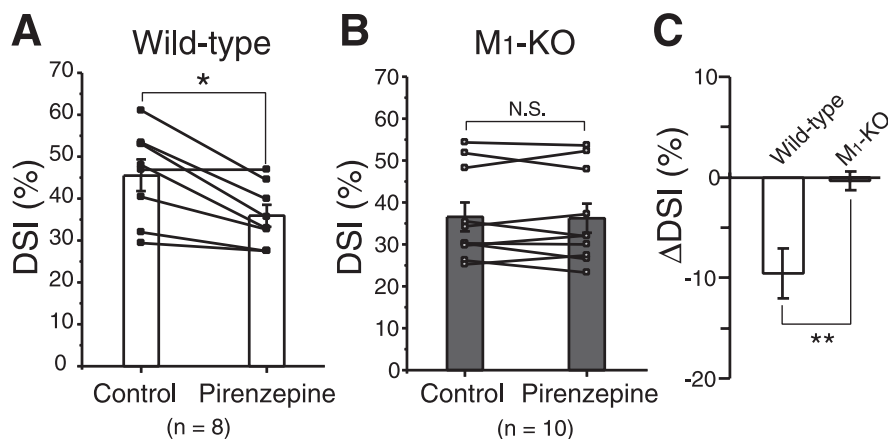 A
Wild-type
DSI (%)
70
60
50
40
30
20
10
0
*
Control
Pirenzepine
(n = 8)
B
M1-KO
DSI (%)
70
60
50
40
30
20
10
0
N.S.
Control
Pirenzepine
(n = 10)
C
ΔDSI (%)
10
0
-10
-20
Wild-type
M1-KO
**